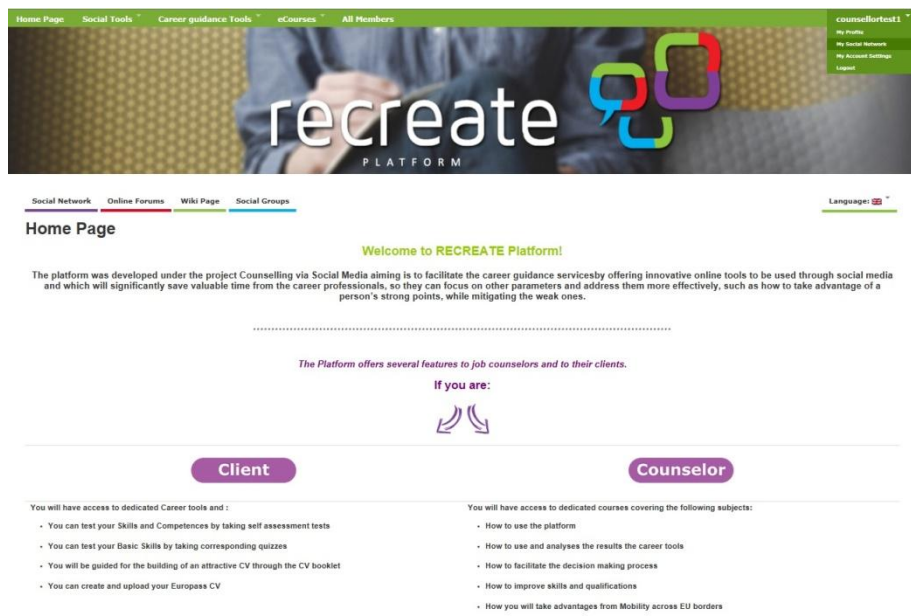 Home Page Social Tools Career guidance Tools eCourses All Members counsellortest1
My Profile
My Social Network
My Account Settings
Logout
recreate
PLATFORM
Social Network Online Forums Wiki Page Social Groups Language:
Home Page
Welcome to RECREATE Platform!
The platform was developed under the project Counselling via Social Media aiming is to facilitate the career guidance servicesby offering innovative online tools to be used through social media
and which will significantly save valuable time from the career professionals, so they can focus on other parameters and address them more effectively, such as how to take advantage of a
person's strong points, while mitigating the weak ones.
The Platform offers several features to job counselors and to their clients.
If you are:
Client
Counselor
You will have access to dedicated Career tools and :
• You can test your Skills and Competences by taking self assessment tests
• You can test your Basic Skills by taking corresponding quizzes
• You will be guided for the building of an attractive CV through the CV booklet
• You can create and upload your Europass CV
You will have access to dedicated courses covering the following subjects:
• How to use the platform
• How to use and analyses the results the career tools
• How to facilitate the decision making process
• How to improve skills and qualifications
• How you will take advantages from Mobility across EU borders